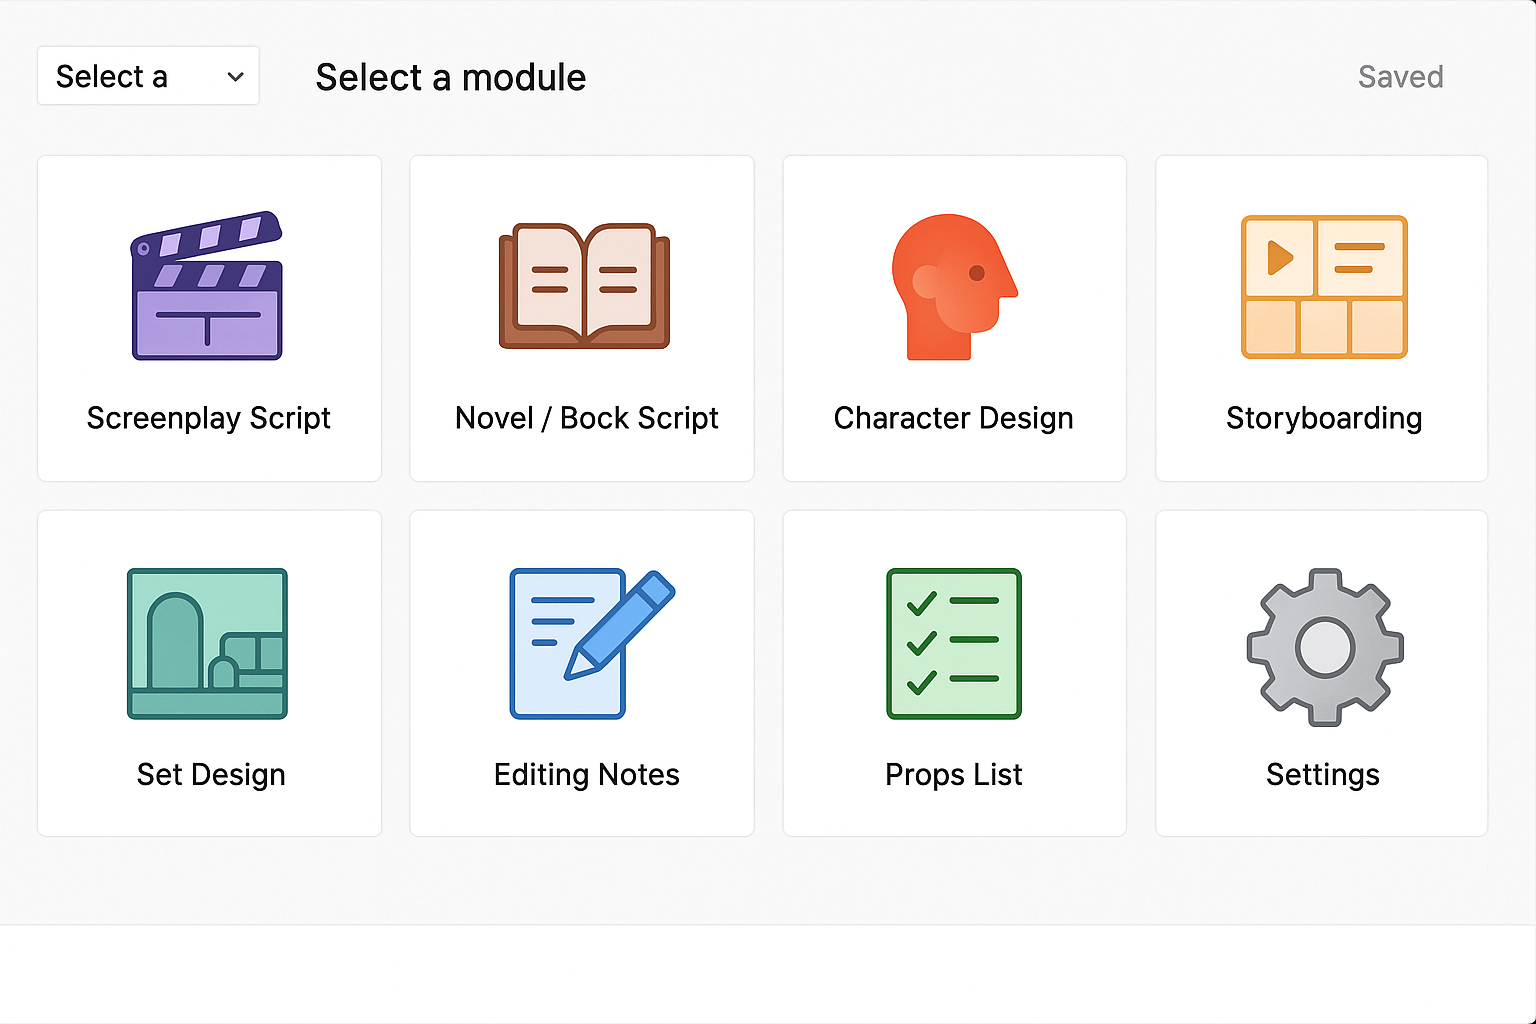 Select a
Select a module
Saved
Screenplay Script
Novel / Bock Script
Character Design
Storyboarding
Set Design
Editing Notes
Props List
Settings